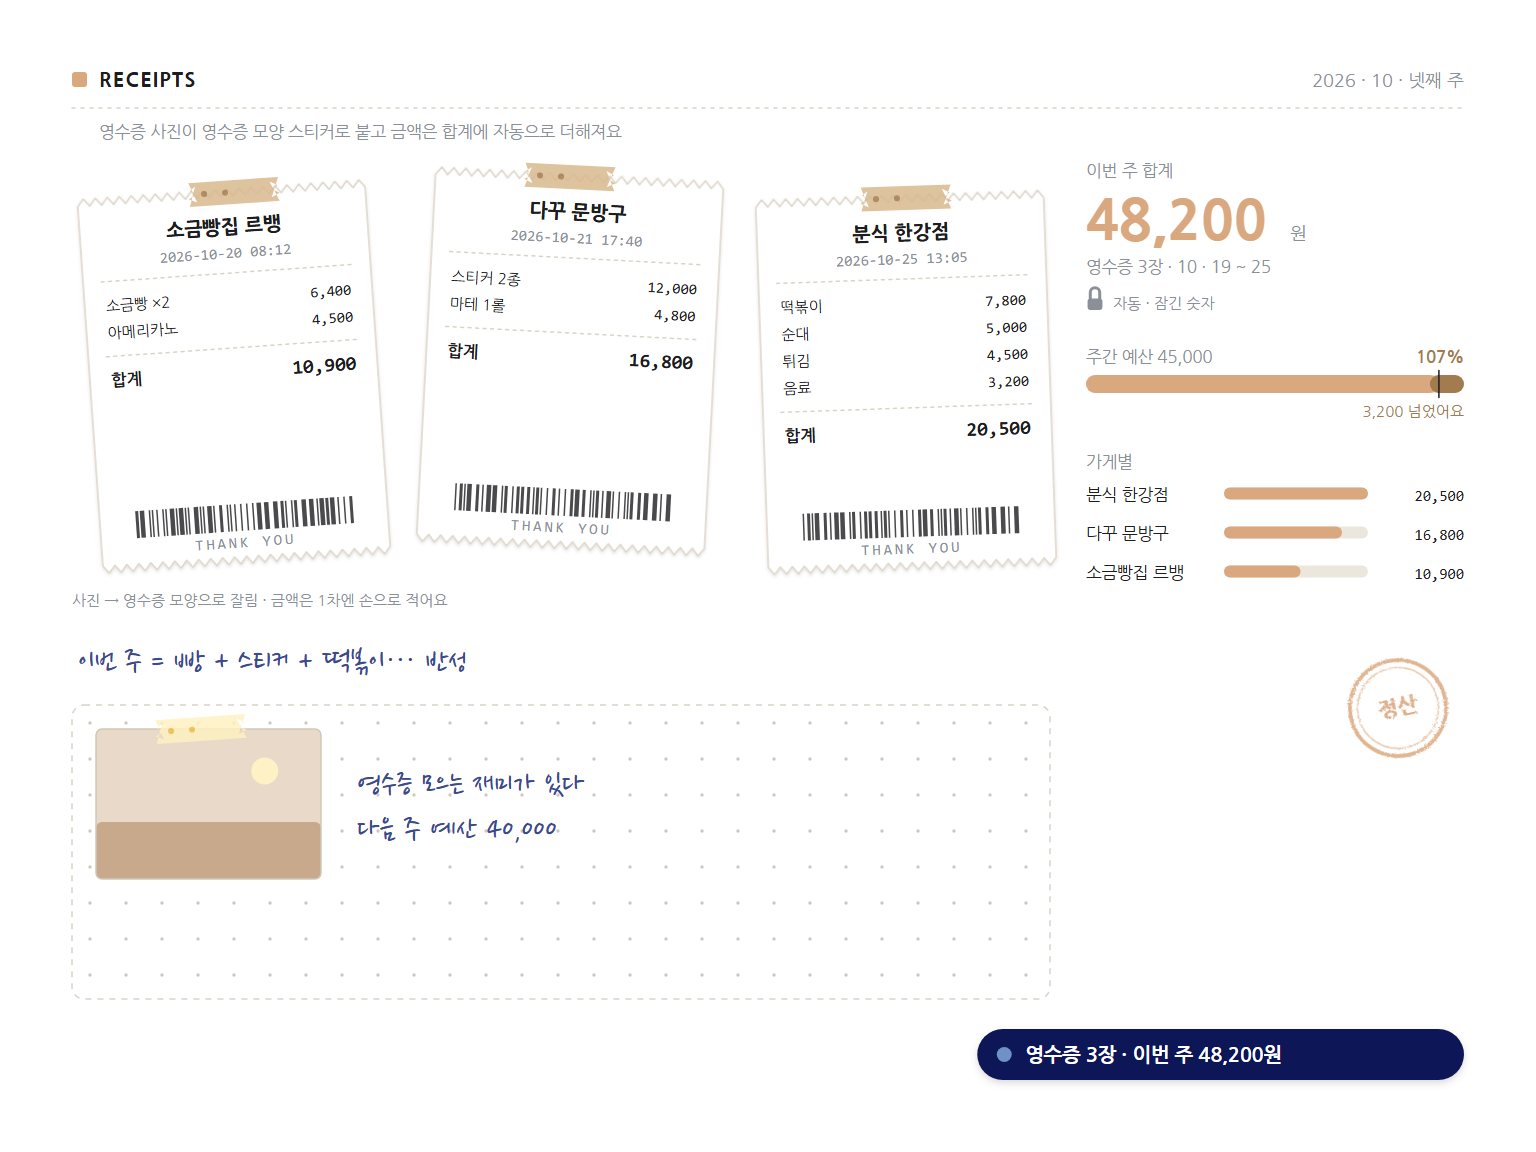 RECEIPTS
2026 · 10 · 넷째 주
영수증 사진이 영수증 모양 스티커로 붙고 금액은 합계에 자동으로 더해져요
소금빵집 르뱅
2026-10-20 08:12
소금빵 ×2 6,400
아메리카노 4,500
합계 10,900
THANK YOU
다꾸 문방구
2026-10-21 17:40
스티커 2종 12,000
마테 1롤 4,800
합계 16,800
THANK YOU
분식 한강점
2026-10-25 13:05
떡볶이 7,800
순대 5,000
튀김 4,500
음료 3,200
합계 20,500
THANK YOU
이번 주 합계
48,200 원
영수증 3장 · 10 · 19 ~ 25
자동 · 잠긴 숫자
주간 예산 45,000 107%
3,200 넘었어요
가게별
분식 한강점 20,500
다꾸 문방구 16,800
소금빵집 르뱅 10,900
사진 → 영수증 모양으로 잘림 · 금액은 1차엔 손으로 적어요
이번 주 = 빵 + 스티커 + 떡볶이··· 반성
정산
영수증 모으는 재미가 있다
다음 주 예산 40,000
영수증 3장 · 이번 주 48,200원